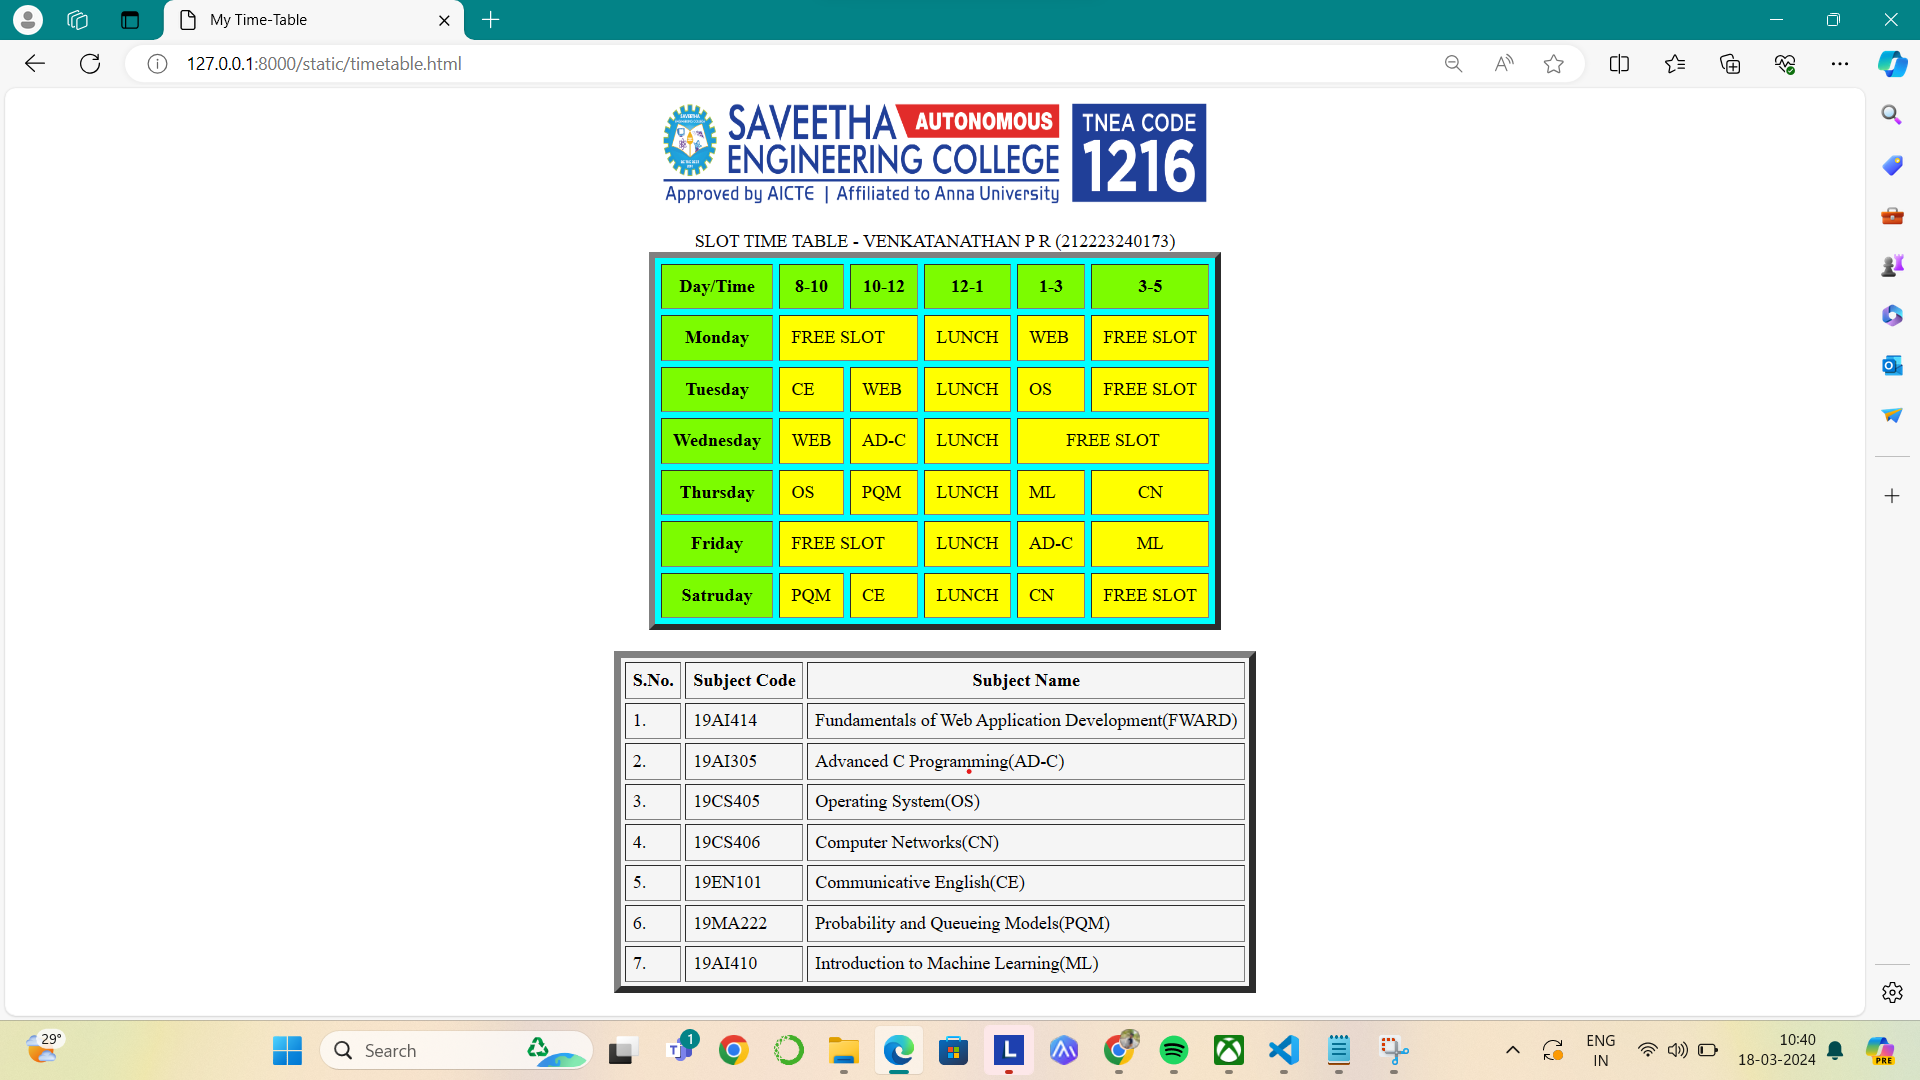 My Time-Table
127.0.0.1:8000/static/timetable.html
SAVEETHA AUTONOMOUS
ENGINEERING COLLEGE
Approved by AICTE | Affiliated to Anna University
TNEA CODE
1216
SLOT TIME TABLE - VENKATANATHAN P R (212223240173)
Day/Time 8-10 10-12 12-1 1-3 3-5
Monday FREE SLOT LUNCH WEB FREE SLOT
Tuesday CE WEB LUNCH OS FREE SLOT
Wednesday WEB AD-C LUNCH FREE SLOT
Thursday OS PQM LUNCH ML CN
Friday FREE SLOT LUNCH AD-C ML
Satruday PQM CE LUNCH CN FREE SLOT
S.No. Subject Code Subject Name
1. 19AI414 Fundamentals of Web Application Development(FWARD)
2. 19AI305 Advanced C Programming(AD-C)
3. 19CS405 Operating System(OS)
4. 19CS406 Computer Networks(CN)
5. 19EN101 Communicative English(CE)
6. 19MA222 Probability and Queueing Models(PQM)
7. 19AI410 Introduction to Machine Learning(ML)
29°
Search
1
L
ENG
IN
10:40
18-03-2024
PRE